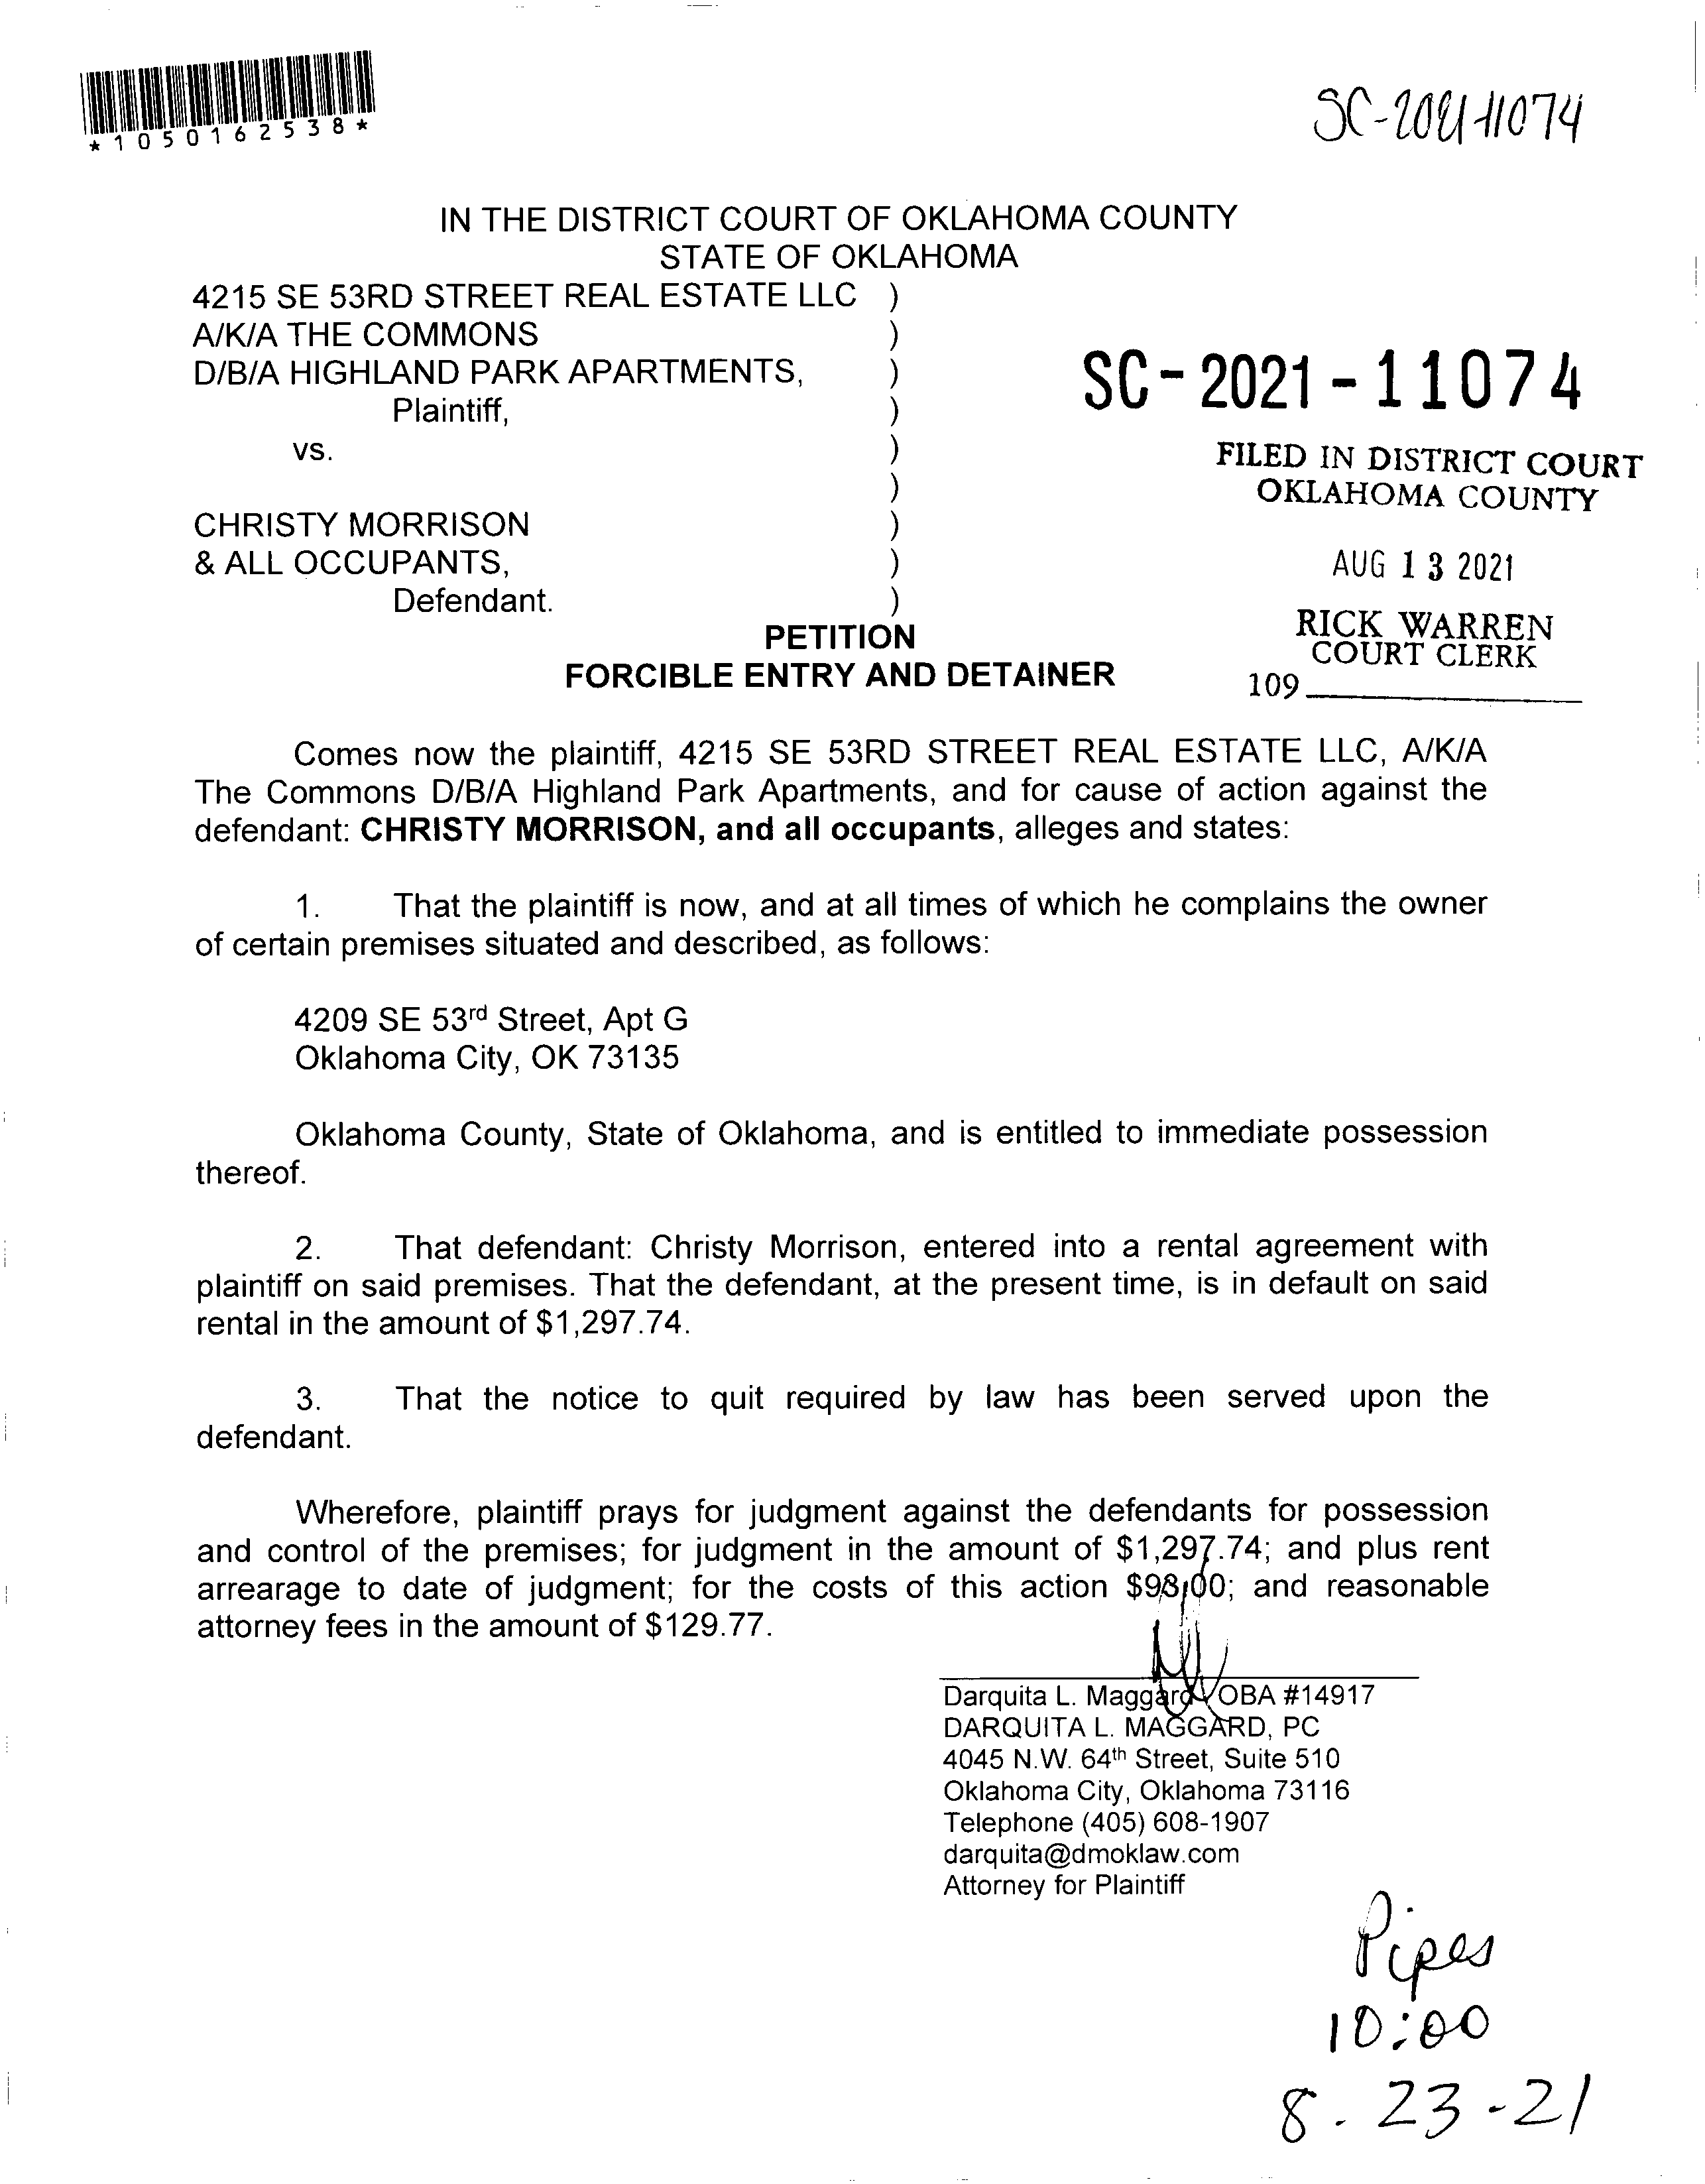 *1050162538*
SC-2021-11074
IN THE DISTRICT COURT OF OKLAHOMA COUNTY
STATE OF OKLAHOMA
4215 SE 53RD STREET REAL ESTATE LLC )
A/K/A THE COMMONS )
D/B/A HIGHLAND PARK APARTMENTS, )
Plaintiff, )
vs. )
)
CHRISTY MORRISON )
& ALL OCCUPANTS, )
Defendant. )
SC-2021-11074
FILED IN DISTRICT COURT
OKLAHOMA COUNTY
AUG 13 2021
RICK WARREN
COURT CLERK
109
PETITION
FORCIBLE ENTRY AND DETAINER
Comes now the plaintiff, 4215 SE 53RD STREET REAL ESTATE LLC, A/K/A
The Commons D/B/A Highland Park Apartments, and for cause of action against the
defendant: CHRISTY MORRISON, and all occupants, alleges and states:
1. That the plaintiff is now, and at all times of which he complains the owner
of certain premises situated and described, as follows:
4209 SE 53rd Street, Apt G
Oklahoma City, OK 73135
Oklahoma County, State of Oklahoma, and is entitled to immediate possession
thereof.
2. That defendant: Christy Morrison, entered into a rental agreement with
plaintiff on said premises. That the defendant, at the present time, is in default on said
rental in the amount of $1,297.74.
3. That the notice to quit required by law has been served upon the
defendant.
Wherefore, plaintiff prays for judgment against the defendants for possession
and control of the premises; for judgment in the amount of $1,297.74; and plus rent
arrearage to date of judgment; for the costs of this action $98.00; and reasonable
attorney fees in the amount of $129.77.
Darquita L. Maggard OBA #14917
DARQUITA L. MAGGARD, PC
4045 N.W. 64th Street, Suite 510
Oklahoma City, Oklahoma 73116
Telephone (405) 608-1907
darquita@dmoklaw.com
Attorney for Plaintiff
Pipes
10:00
8-23-21